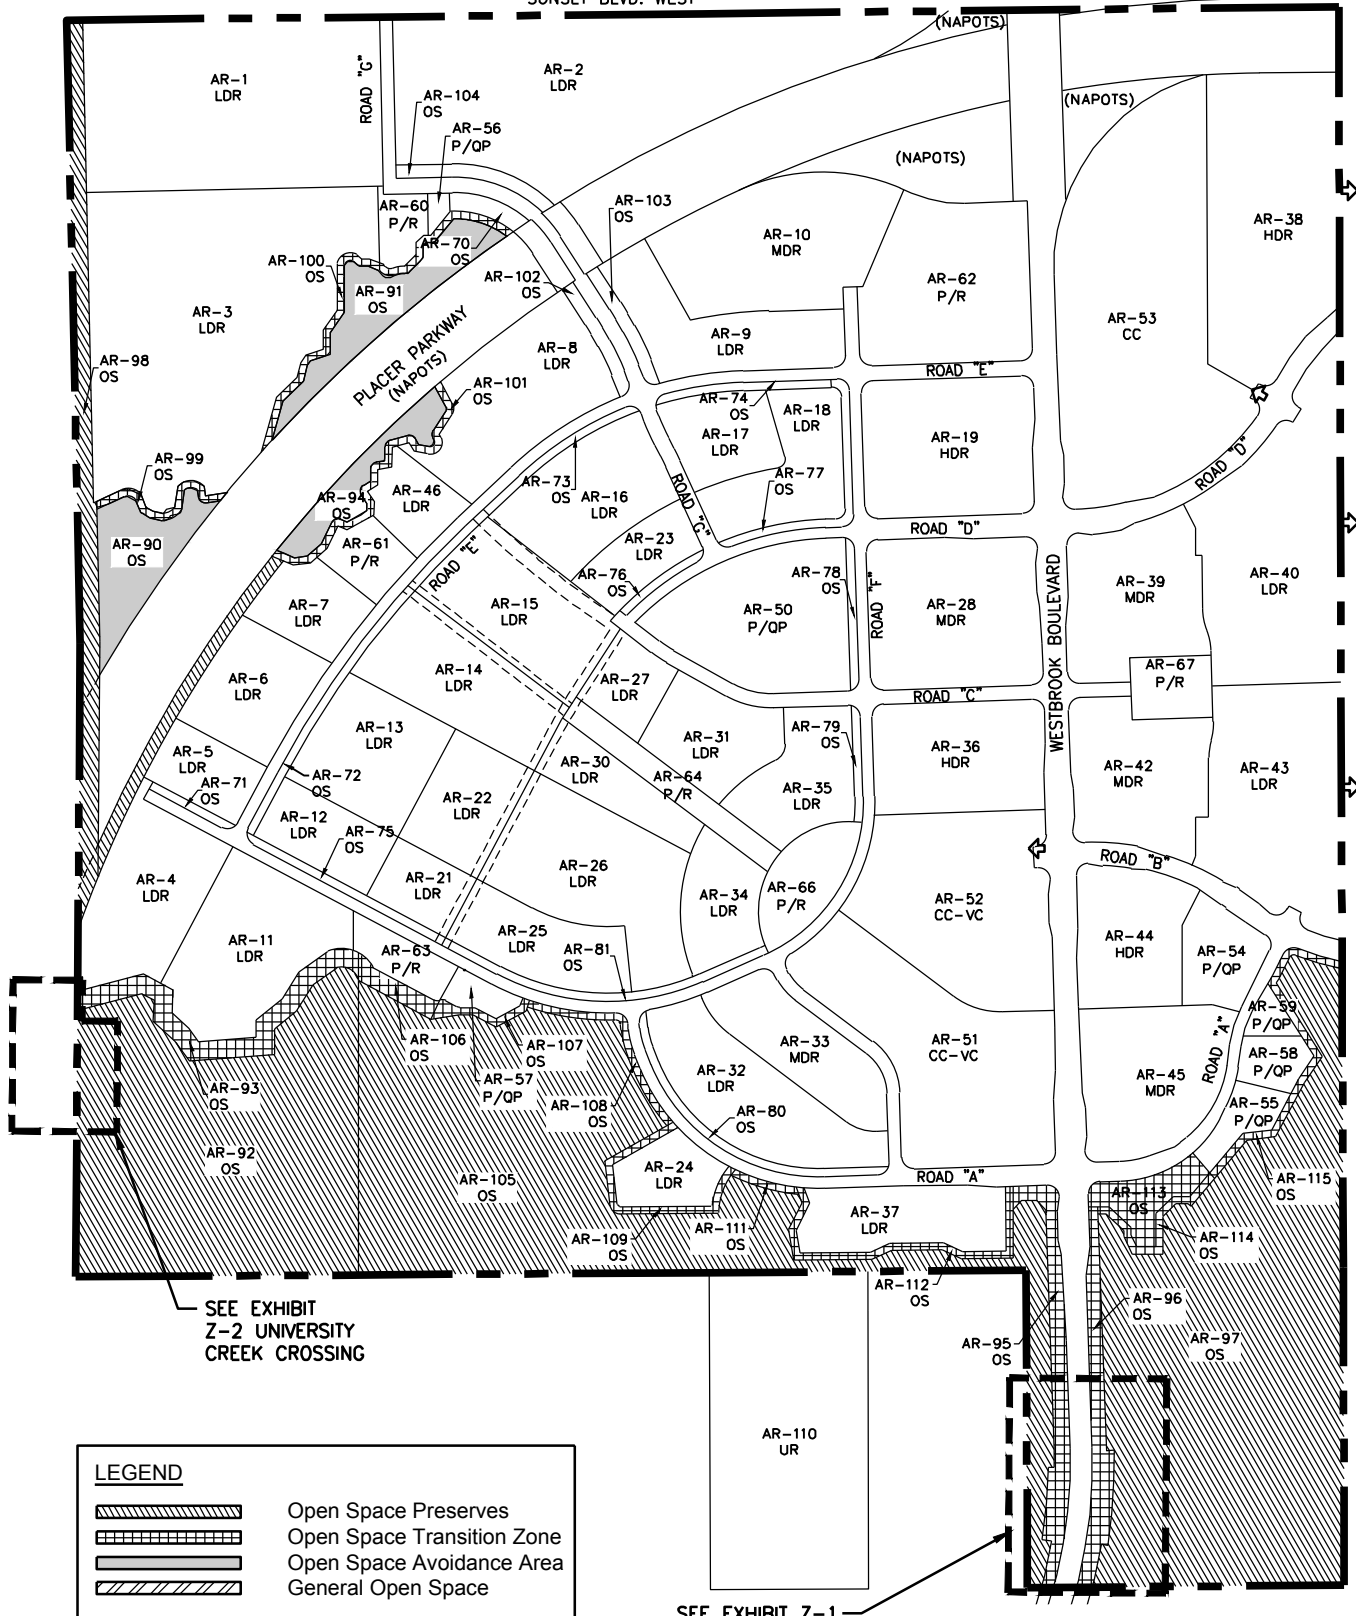 SUNSET BLVD. WEST
(NAPOTS)
AR-1
LDR
ROAD "G"
AR-2
LDR
AR-104
OS
AR-56
P/QP
(NAPOTS)
(NAPOTS)
AR-60
P/R
AR-103
OS
AR-38
HDR
AR-10
MDR
AR-70
OS
AR-100
OS
AR-102
OS
AR-62
P/R
AR-91
OS
AR-3
LDR
AR-53
CC
PLACER PARKWAY
(NAPOTS)
AR-9
LDR
AR-8
LDR
AR-98
OS
ROAD "E"
AR-101
OS
AR-74
OS
AR-18
LDR
AR-17
LDR
AR-19
HDR
ROAD "D"
AR-99
OS
AR-73
OS
AR-16
LDR
AR-77
OS
AR-46
LDR
AR-94
OS
ROAD "G"
ROAD "D"
AR-23
LDR
AR-90
OS
AR-61
P/R
ROAD "E"
AR-76
OS
AR-78
OS
ROAD "F"
WESTBROOK BOULEVARD
AR-39
MDR
AR-40
LDR
AR-7
LDR
AR-15
LDR
AR-50
P/QP
AR-28
MDR
AR-67
P/R
AR-6
LDR
AR-14
LDR
AR-27
LDR
ROAD "C"
AR-13
LDR
AR-31
LDR
AR-79
OS
AR-36
HDR
AR-5
LDR
AR-71
OS
AR-72
OS
AR-30
LDR
AR-64
P/R
AR-42
MDR
AR-43
LDR
AR-22
LDR
AR-35
LDR
AR-12
LDR
AR-75
OS
ROAD "B"
AR-4
LDR
AR-21
LDR
AR-26
LDR
AR-34
LDR
AR-66
P/R
AR-52
CC-VC
AR-44
HDR
AR-11
LDR
AR-63
P/R
AR-25
LDR
AR-81
OS
AR-54
P/QP
AR-59
P/QP
AR-106
OS
AR-107
OS
AR-33
MDR
AR-51
CC-VC
ROAD "A"
AR-58
P/QP
AR-57
P/QP
AR-32
LDR
AR-45
MDR
AR-93
OS
AR-108
OS
AR-80
OS
AR-55
P/QP
AR-92
OS
AR-105
OS
AR-24
LDR
ROAD "A"
AR-113
OS
AR-115
OS
AR-37
LDR
AR-109
OS
AR-111
OS
AR-114
OS
AR-112
OS
AR-96
OS
SEE EXHIBIT
Z-2 UNIVERSITY
CREEK CROSSING
AR-95
OS
AR-97
OS
AR-110
UR
LEGEND
Open Space Preserves
Open Space Transition Zone
Open Space Avoidance Area
General Open Space
SEE EXHIBIT Z-1